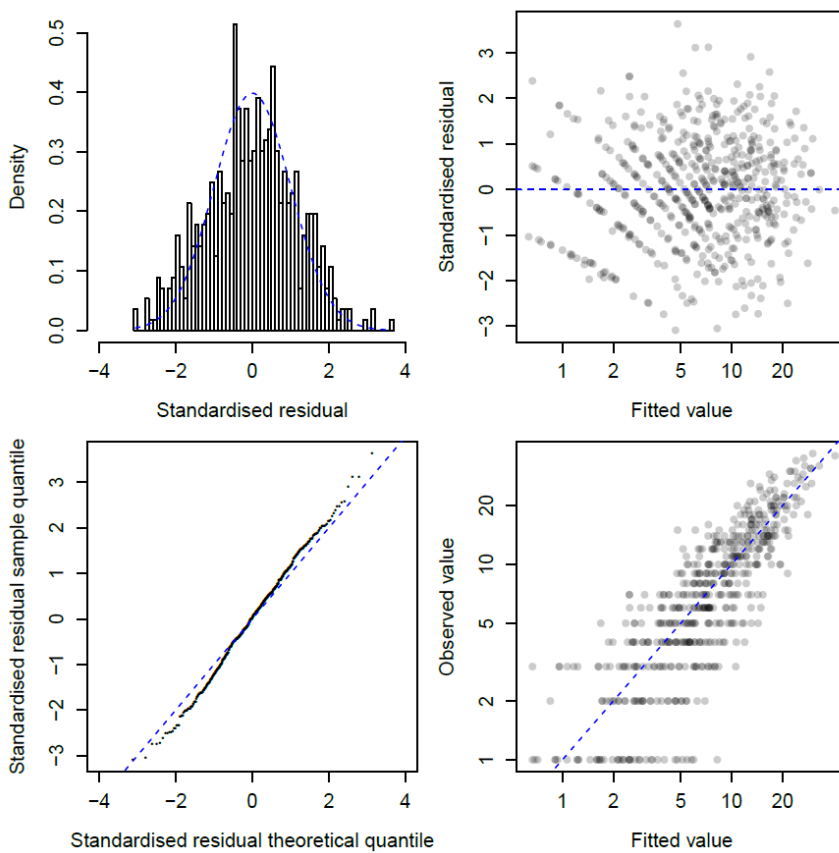 Density
0.0 0.1 0.2 0.3 0.4 0.5
−4 −2 0 2 4
Standardised residual
Standardised residual
−3 −2 −1 0 1 2 3
1 2 5 10 20
Fitted value
Standardised residual sample quantile
−3 −2 −1 0 1 2 3
−4 −2 0 2 4
Standardised residual theoretical quantile
Observed value
1 2 5 10 20
1 2 5 10 20
Fitted value